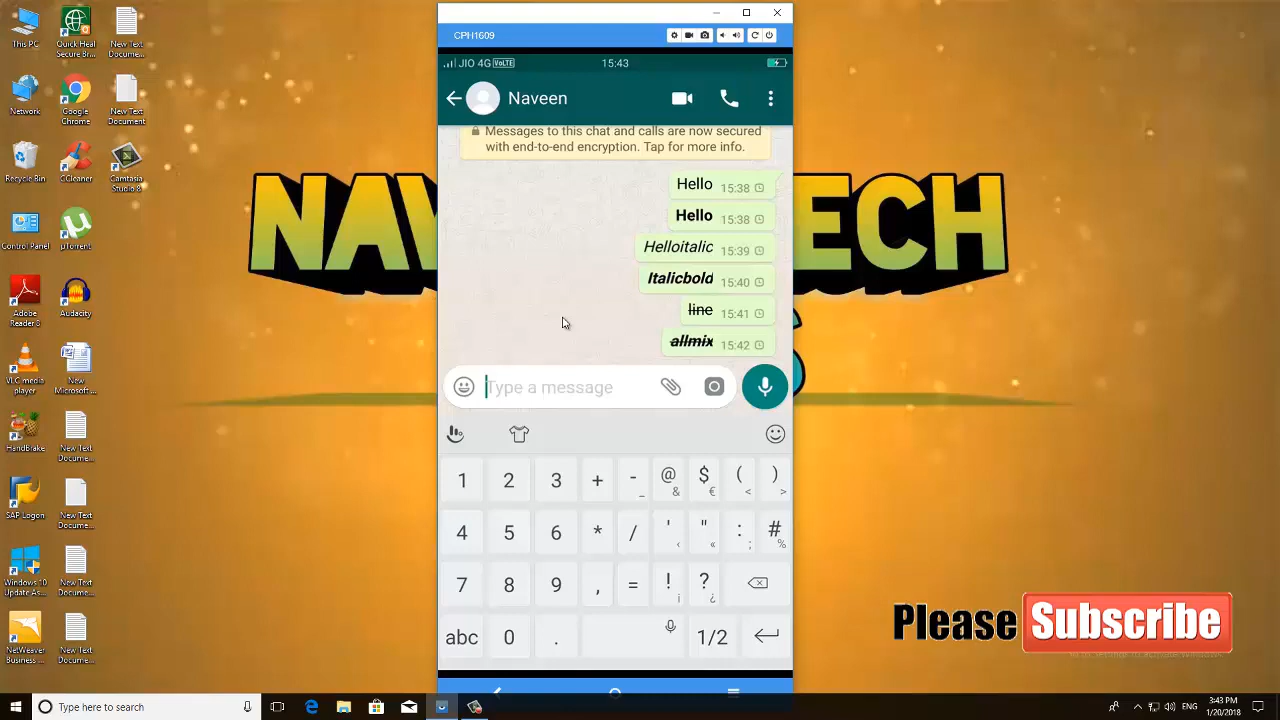 CPH1609
JIO 4G VoLTE
15:43
Naveen
Messages to this chat and calls are now secured
with end-to-end encryption. Tap for more info.
Hello 15:38
Hello 15:38
Helloitalic 15:39
Italicbold 15:40
line 15:41
allmix 15:42
Type a message
1 2 3 + - _ @ & $ € ( < ) >
4 5 6 * / ' ‹ " « : ; # %
7 8 9 , = ! ¡ ? ¿
abc 0 . 1/2
This PC
Quick Heal
Secure Br...
New Text
Docume...
Network
Google
Chrome
New Text
Docum...
Recycle Bin
CCleaner
Camtasia
Studio 8
Control Panel
µTorrent
Adobe
Reader 8
Audacity
VLC media
player
New
Microsoft...
HandBrake
New Text
Docume...
SAP Logon
New Text
Docume...
Windows 10
Update As...
New Text
Docume...
NetWeaver
Business ...
New Text
Docume...
NAV
ECH
S
Please Subscribe
Type here to search
ENG
3:43 PM
1/20/2018